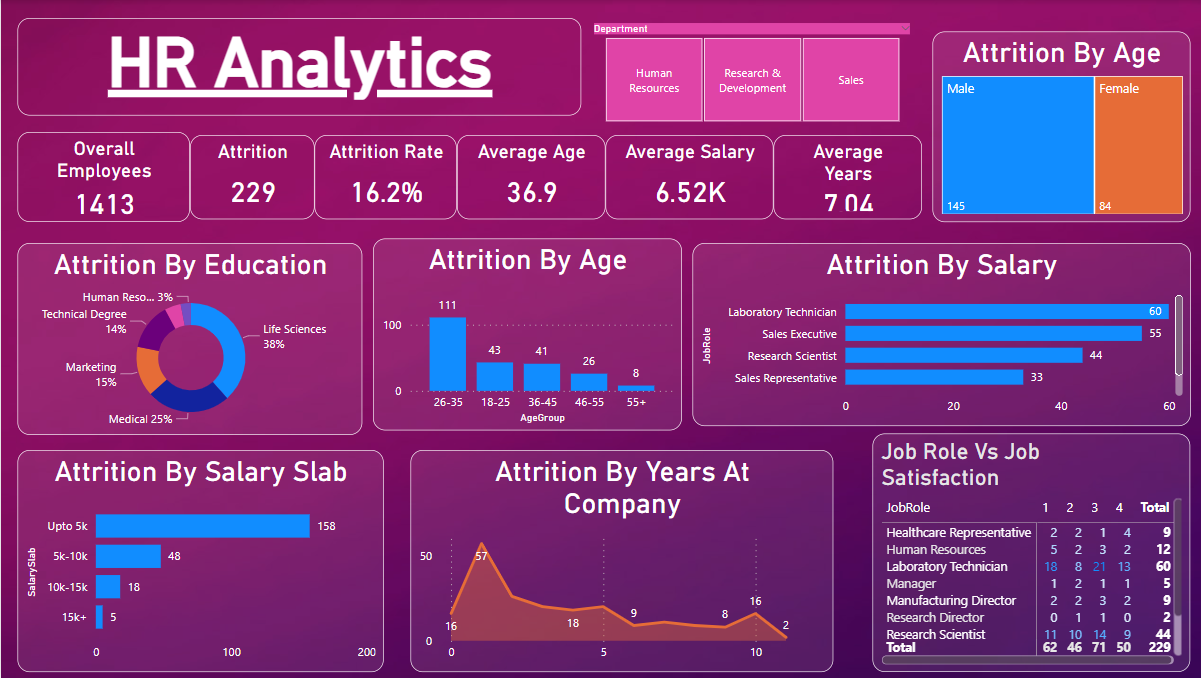 HR Analytics
Department
Human
Resources
Research &
Development
Sales
Attrition By Age
Male
145
Female
84
Overall
Employees
1413
Attrition
229
Attrition Rate
16.2%
Average Age
36.9
Average Salary
6.52K
Average
Years
7.04
Attrition By Education
Human Reso... 3%
Technical Degree
14%
Marketing
15%
Medical 25%
Life Sciences
38%
Attrition By Age
100
0
111
43
41
26
8
26-35 18-25 36-45 46-55 55+
AgeGroup
Attrition By Salary
JobRole
Laboratory Technician 60
Sales Executive 55
Research Scientist 44
Sales Representative 33
0 20 40 60
Attrition By Salary Slab
SalarySlab
Upto 5k 158
5k-10k 48
10k-15k 18
15k+ 5
0 100 200
Attrition By Years At
Company
50
0
16
57
18
9
8
16
2
0 5 10
Job Role Vs Job
Satisfaction
JobRole 1 2 3 4 Total
Healthcare Representative 2 2 1 4 9
Human Resources 5 2 3 2 12
Laboratory Technician 18 8 21 13 60
Manager 1 2 1 1 5
Manufacturing Director 2 2 3 2 9
Research Director 0 1 1 0 2
Research Scientist 11 10 14 9 44
Total 62 46 71 50 229